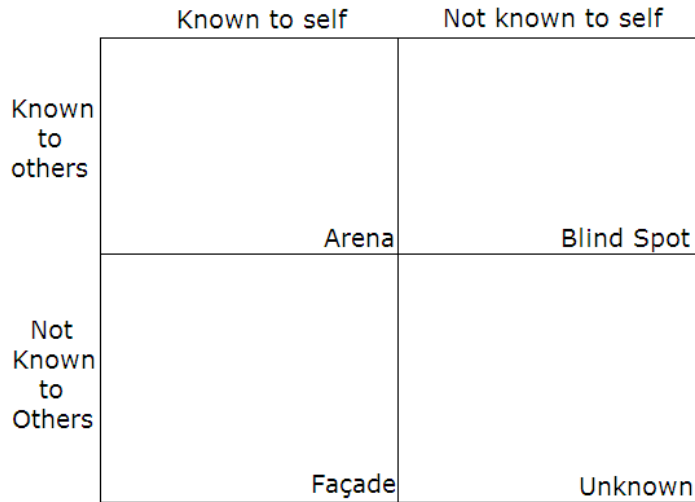 Known to self
Not known to self
Known
to
others
Arena
Blind Spot
Not
Known
to
Others
Façade
Unknown